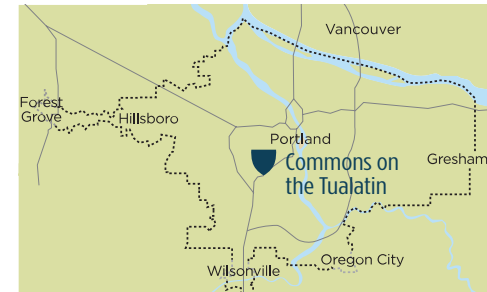 Vancouver
Forest
Grove
Hillsboro
Portland
Commons on
the Tualatin
Gresham
Wilsonville
Oregon City